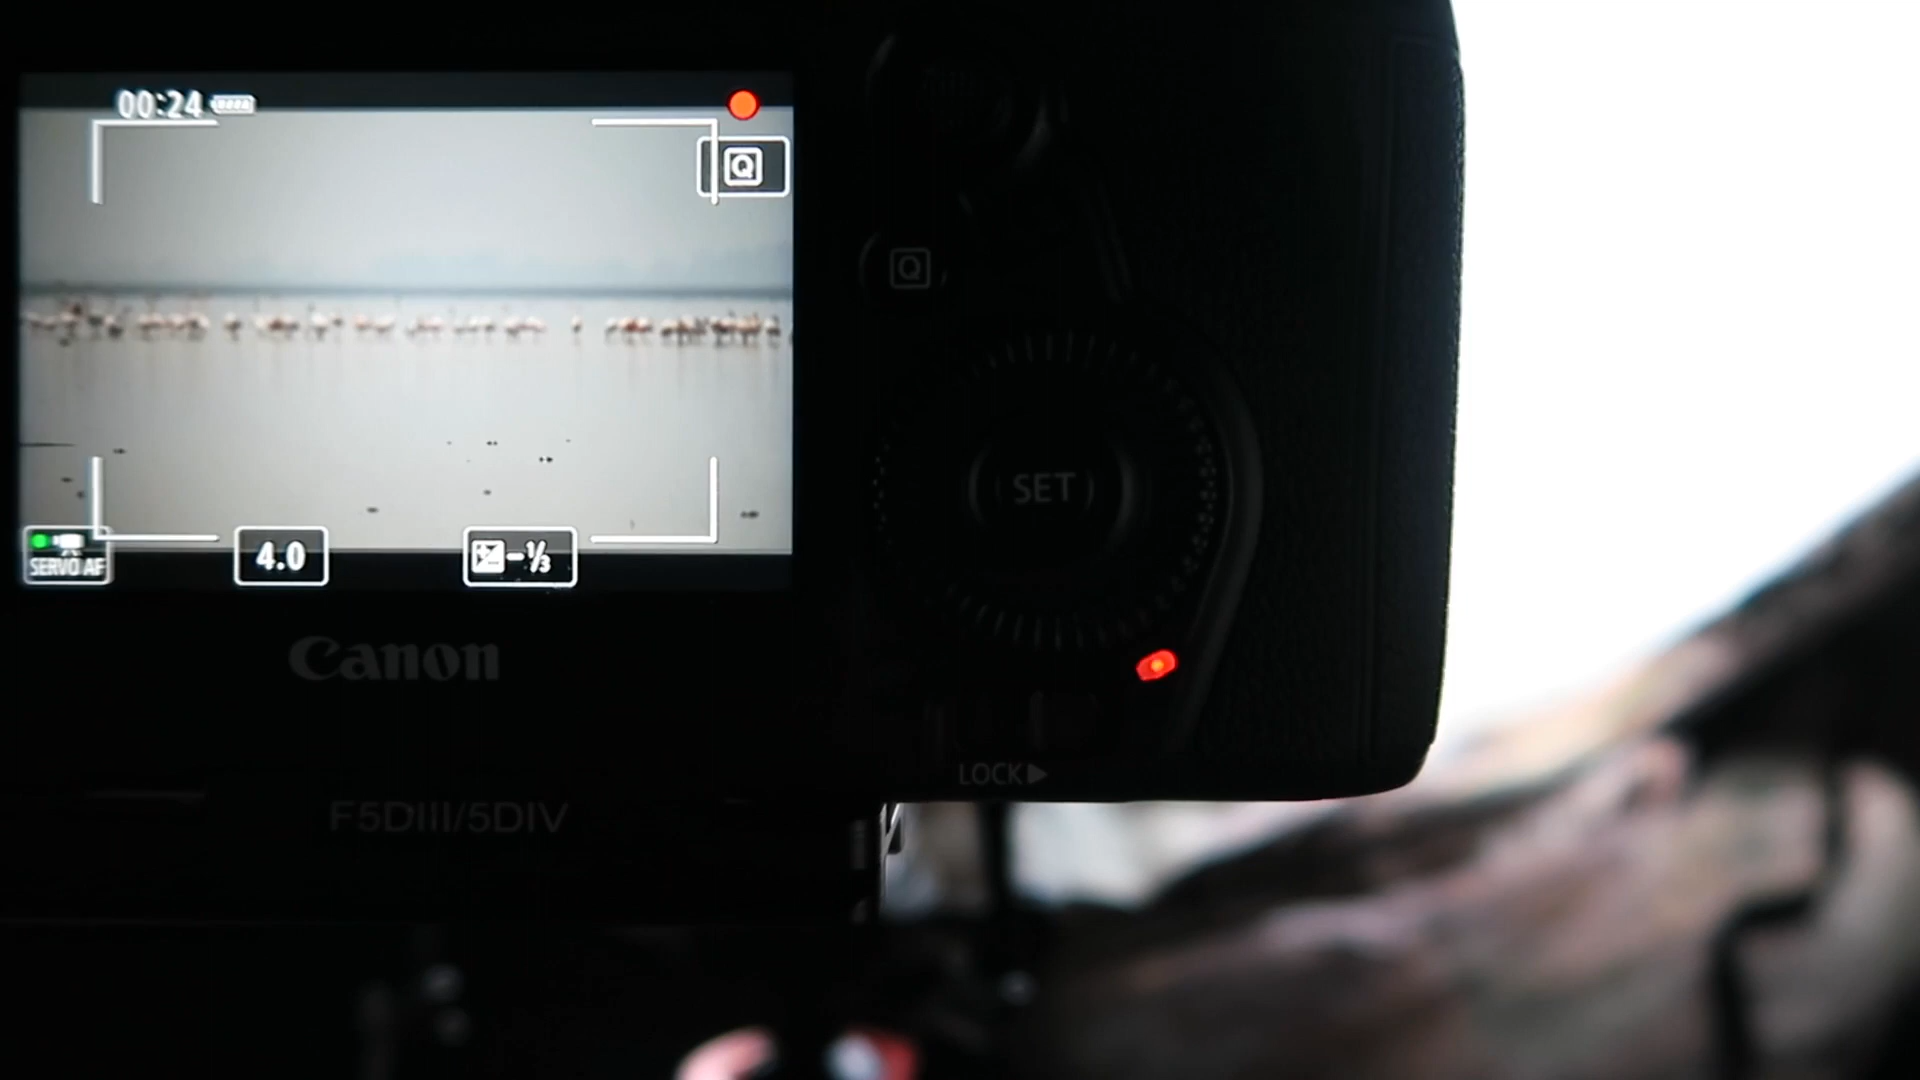 00:24
Q
SERVO AF
4.0
-⅓
Q
SET
Canon
LOCK▶
F5DIII/5DIV